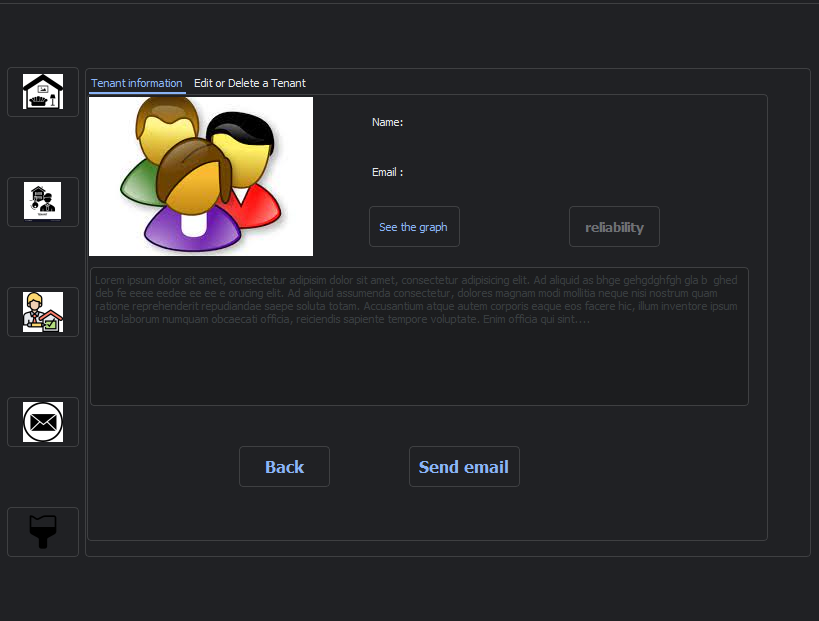 Tenant information Edit or Delete a Tenant
Name:
Email :
See the graph reliability
Lorem ipsum dolor sit amet, consectetur adipisim dolor sit amet, consectetur adipisicing elit. Ad aliquid as bhge gehgdghfgh gla b ghed
deb fe eeee eedee ee ee e orucing elit. Ad aliquid assumenda consectetur, dolores magnam modi mollitia neque nisi nostrum quam
ratione reprehenderit repudiandae saepe soluta totam. Accusantium atque autem corporis eaque eos facere hic, illum inventore ipsum
iusto laborum numquam obcaecati officia, reiciendis sapiente tempore voluptate. Enim officia qui sint....
Back Send email